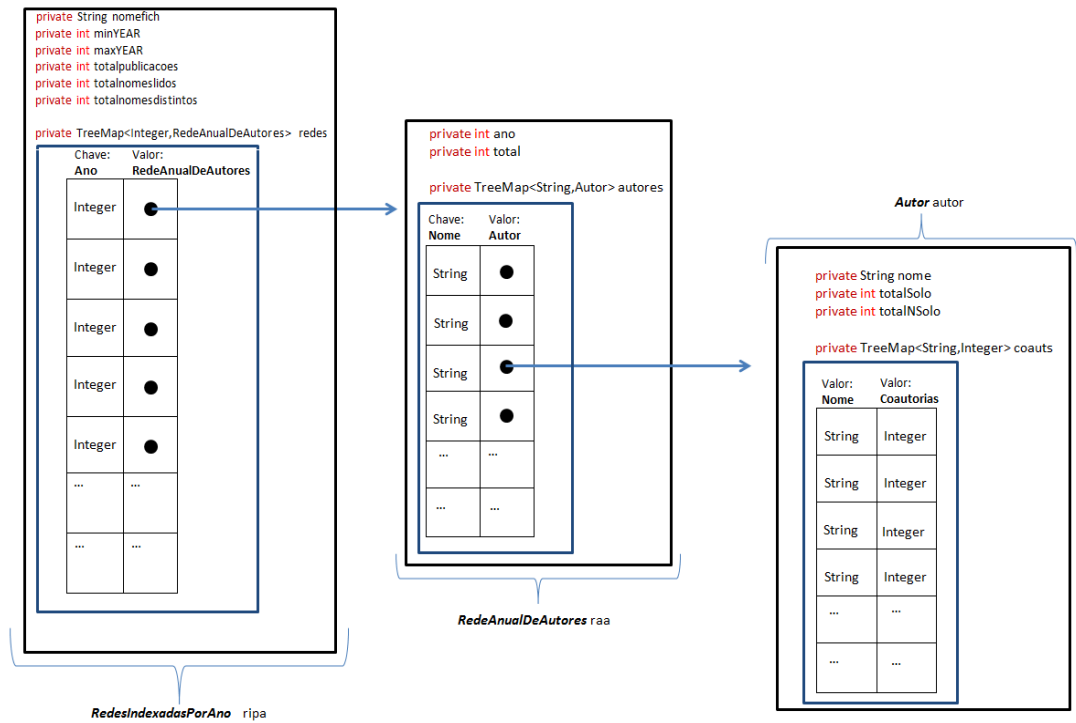 private String nomefich
private int minYEAR
private int maxYEAR
private int totalpublicacoes
private int totalnomeslidos
private int totalnomesdistintos
private TreeMap<Integer,RedeAnualDeAutores> redes
Chave: Valor:
Ano RedeAnualDeAutores
Integer
Integer
Integer
Integer
Integer
... ...
... ...
RedesIndexadasPorAno ripa
private int ano
private int total
private TreeMap<String,Autor> autores
Chave: Valor:
Nome Autor
String
String
String
String
... ...
... ...
RedeAnualDeAutores raa
Autor autor
private String nome
private int totalSolo
private int totalNSolo
private TreeMap<String,Integer> coauts
Valor: Valor:
Nome Coautorias
String Integer
String Integer
String Integer
String Integer
... ...
... ...